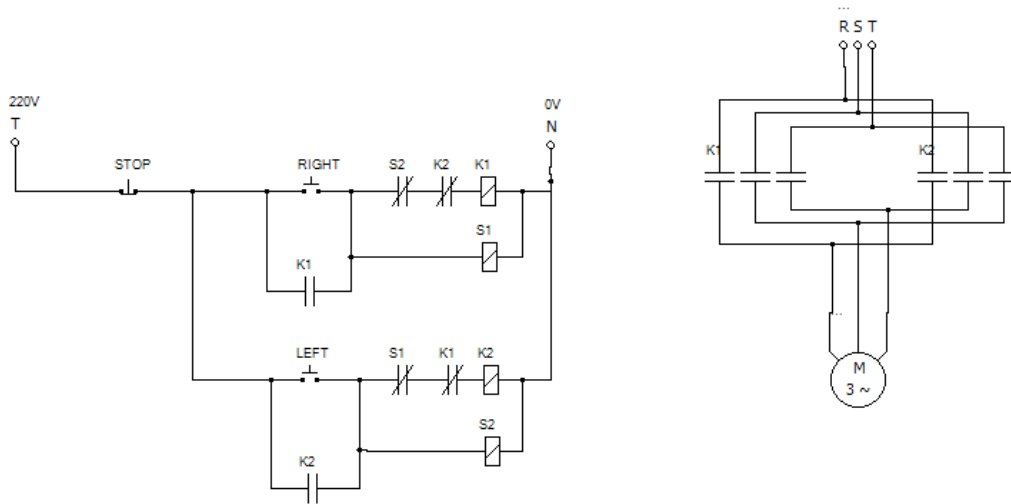 220V
T
STOP
RIGHT
S2
K2
K1
0V
N
S1
K1
LEFT
S1
K1
K2
S2
K2
...
R S T
K1
K2
...
M
3 ~